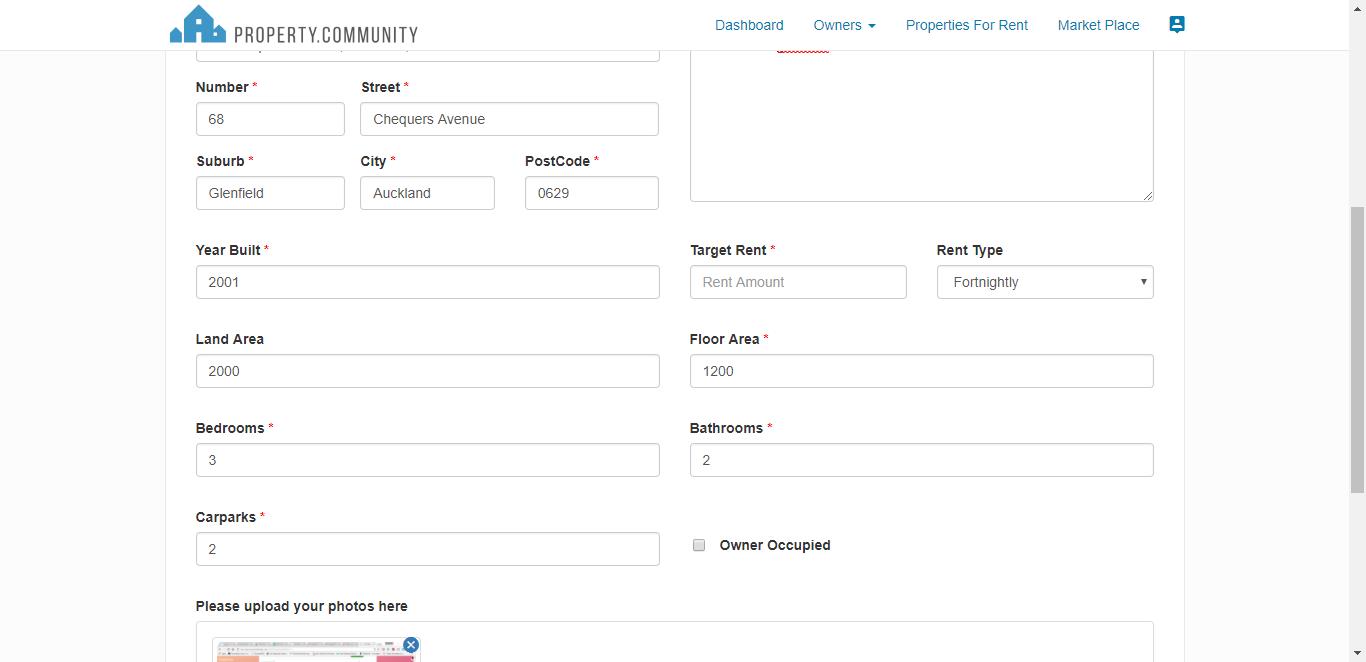 PROPERTY.COMMUNITY
Dashboard Owners Properties For Rent Market Place
Number * Street *
68 Chequers Avenue
Suburb * City * PostCode *
Glenfield Auckland 0629
Year Built * Target Rent * Rent Type
2001 Rent Amount Fortnightly
Land Area Floor Area *
2000 1200
Bedrooms * Bathrooms *
3 2
Carparks *
2 Owner Occupied
Please upload your photos here